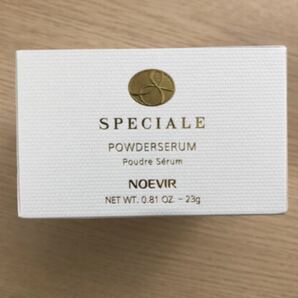 SPECIALE
POWDERSERUM
Poudre Sérum
NOEVIR
NET WT. 0.81 OZ. - 23g